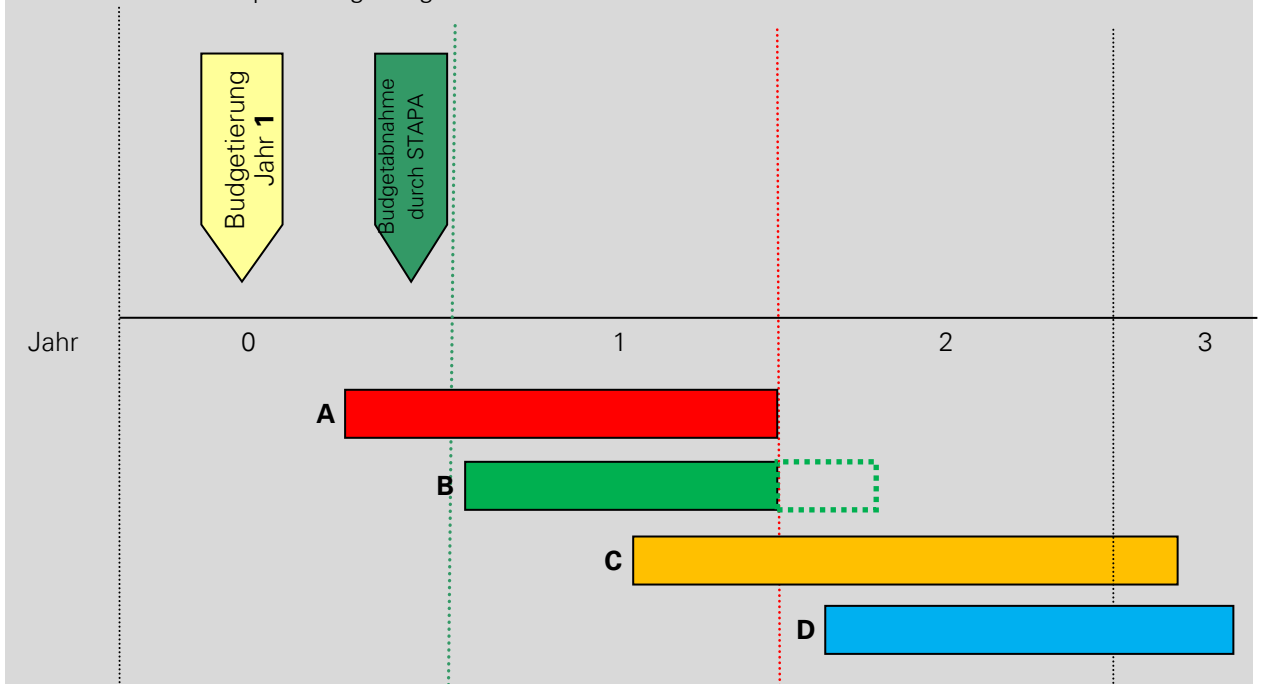 Budgetierung
Jahr 1
Budgetabnahme
durch STAPA
Jahr 0 1 2 3
A
B
C
D